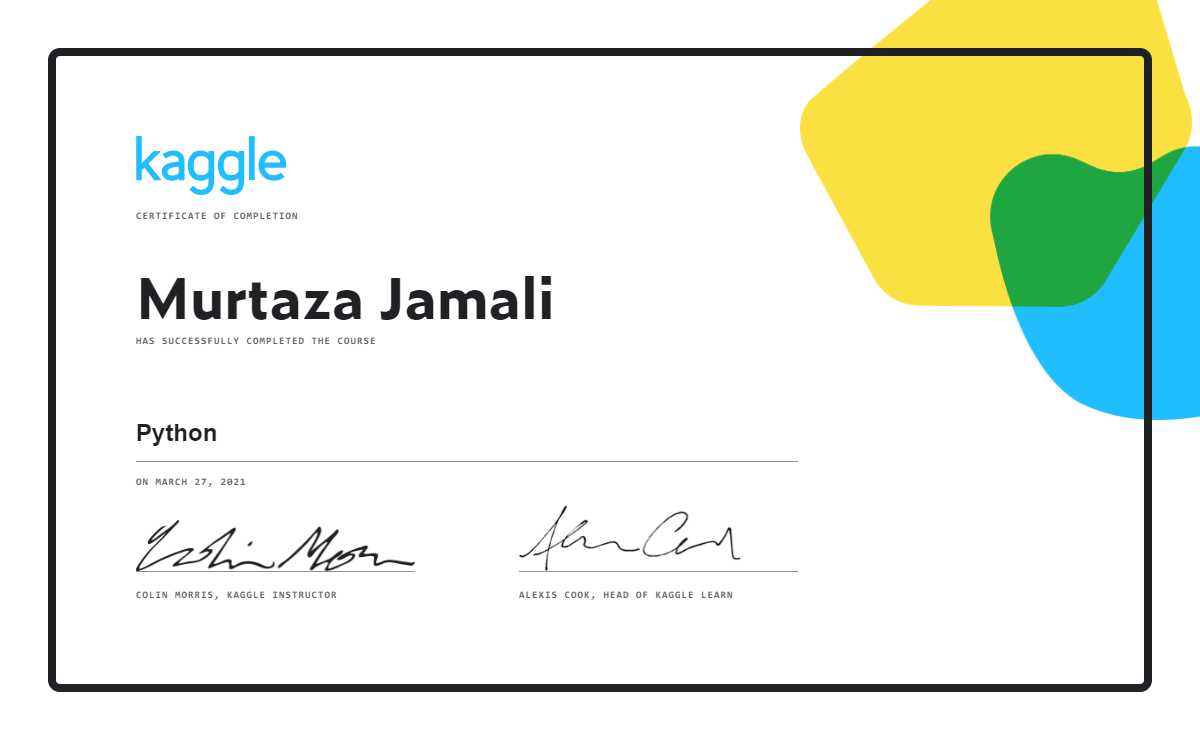 kaggle
CERTIFICATE OF COMPLETION
Murtaza Jamali
HAS SUCCESSFULLY COMPLETED THE COURSE
Python
ON MARCH 27, 2021
Colin Morris
Alexis Cook
COLIN MORRIS, KAGGLE INSTRUCTOR
ALEXIS COOK, HEAD OF KAGGLE LEARN